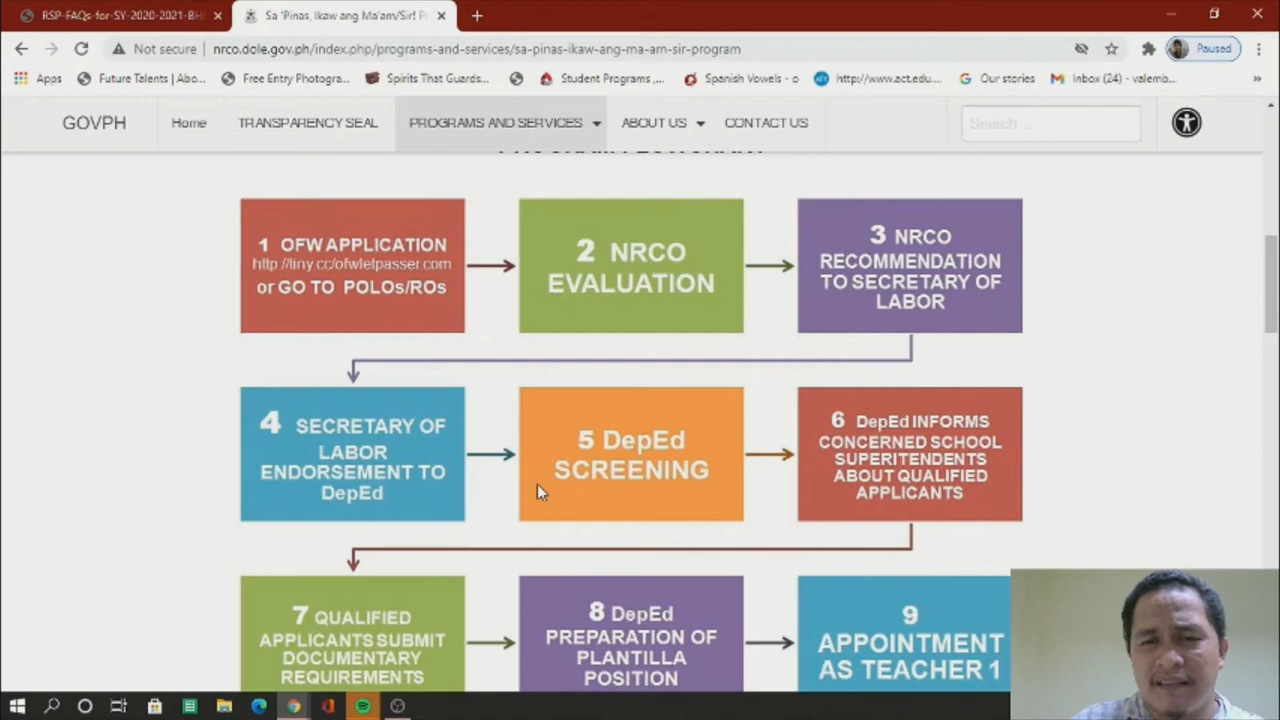 RSP-FAQs-for-SY-2020-2021-BH
Sa 'Pinas, Ikaw ang Ma'am/Sir! P
Not secure
nrco.dole.gov.ph/index.php/programs-and-services/sa-pinas-ikaw-ang-ma-am-sir-program
Paused
Apps
Future Talents | Abo...
Free Entry Photogra...
Spirits That Guards...
Student Programs ,...
Spanish Vowels - o
http://www.act.edu....
Our stories
Inbox (24) - valemb...
GOVPH
Home
TRANSPARENCY SEAL
PROGRAMS AND SERVICES
ABOUT US
CONTACT US
Search ...
1 OFW APPLICATION
http://tiny.cc/ofwletpasser.com
or GO TO POLOs/ROs
2 NRCO
EVALUATION
3 NRCO
RECOMMENDATION
TO SECRETARY OF
LABOR
4 SECRETARY OF
LABOR
ENDORSEMENT TO
DepEd
5 DepEd
SCREENING
6 DepEd INFORMS
CONCERNED SCHOOL
SUPERITENDENTS
ABOUT QUALIFIED
APPLICANTS
7 QUALIFIED
APPLICANTS SUBMIT
DOCUMENTARY
REQUIREMENTS
8 DepEd
PREPARATION OF
PLANTILLA
POSITION
9
APPOINTMENT
AS TEACHER 1